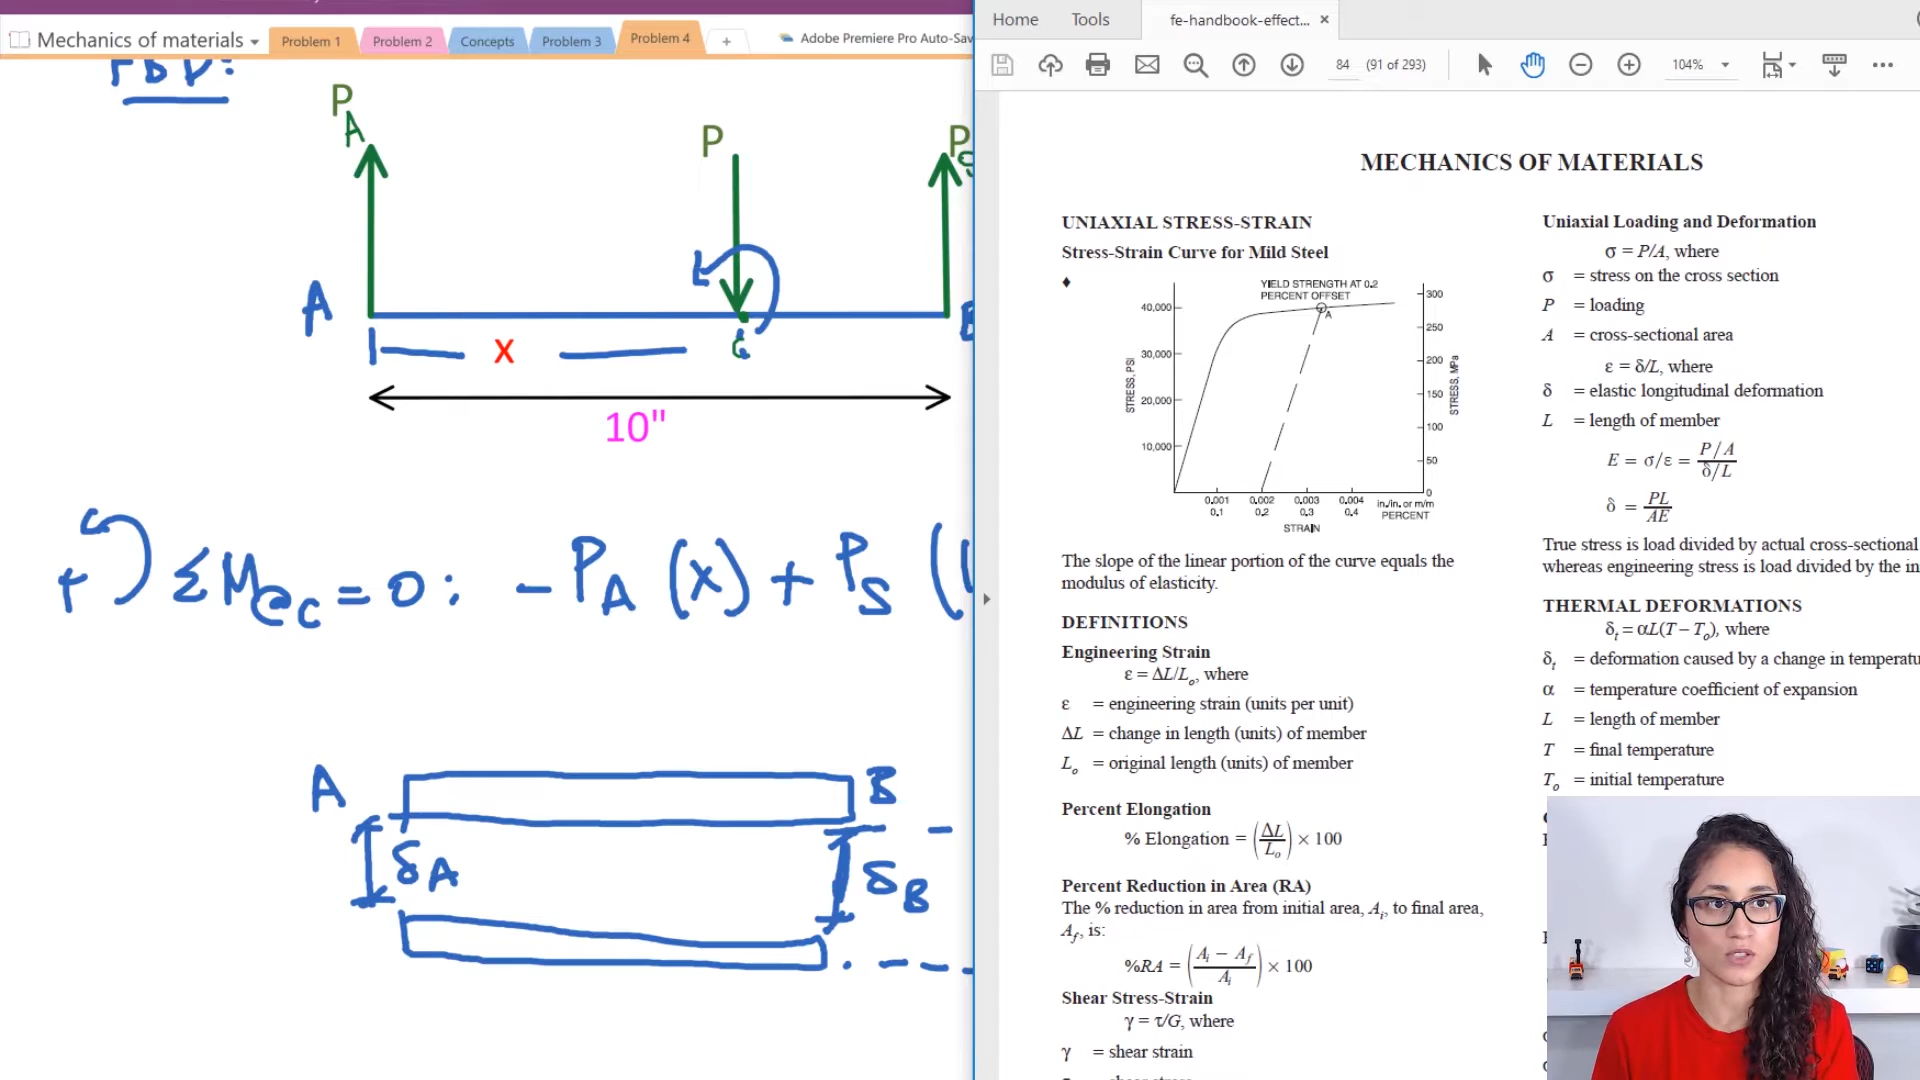 Mechanics of materials
Problem 1
Problem 2
Concepts
Problem 3
Problem 4
+
Adobe Premiere Pro Auto-Sav
FBD:
P
A
P
P
A
x
c
10"
+ ΣM@C = 0: - PA (x) + PS (
A
B
δA
δB
Home
Tools
fe-handbook-effect... ×
84 (91 of 293)
104%
MECHANICS OF MATERIALS
UNIAXIAL STRESS-STRAIN
Stress-Strain Curve for Mild Steel
♦
YIELD STRENGTH AT 0.2
PERCENT OFFSET
A
40,000
30,000
20,000
10,000
STRESS, PSI
300
250
200
150
100
50
0
STRESS, MPa
0.001 0.002 0.003 0.004 in./in. or m/m
0.1 0.2 0.3 0.4 PERCENT
STRAIN
The slope of the linear portion of the curve equals the
modulus of elasticity.
DEFINITIONS
Engineering Strain
ε = ΔL/Lo, where
ε = engineering strain (units per unit)
ΔL = change in length (units) of member
Lo = original length (units) of member
Percent Elongation
% Elongation = (ΔL/Lo) × 100
Percent Reduction in Area (RA)
The % reduction in area from initial area, Ai, to final area,
Af, is:
%RA = ((Ai − Af)/Ai) × 100
Shear Stress-Strain
γ = τ/G, where
γ = shear strain
Uniaxial Loading and Deformation
σ = P/A, where
σ = stress on the cross section
P = loading
A = cross-sectional area
ε = δ/L, where
δ = elastic longitudinal deformation
L = length of member
E = σ/ε = (P/A)/(δ/L)
δ = PL/AE
True stress is load divided by actual cross-sectional
whereas engineering stress is load divided by the in
THERMAL DEFORMATIONS
δt = αL(T − To), where
δt = deformation caused by a change in temperatu
α = temperature coefficient of expansion
L = length of member
T = final temperature
To = initial temperature